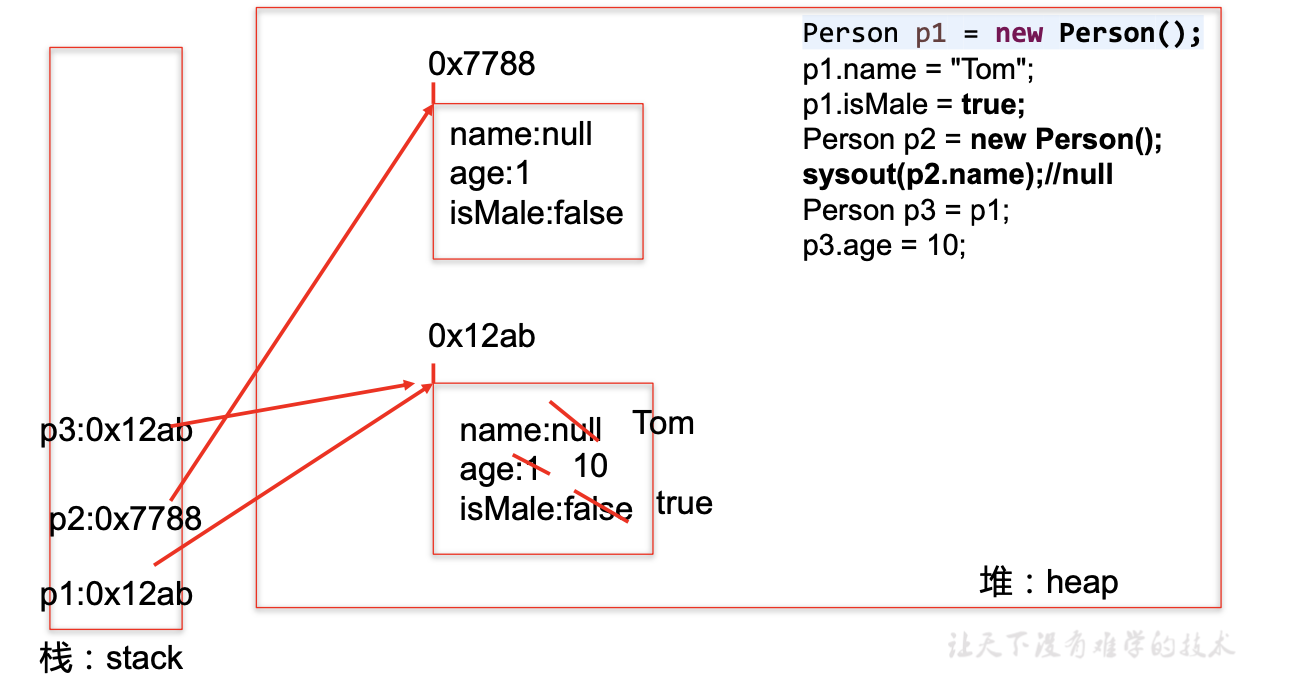 0x7788
name:null
age:1
isMale:false
0x12ab
name:null Tom
age:1 10
isMale:false true
p3:0x12ab
p2:0x7788
p1:0x12ab
栈：stack
Person p1 = new Person();
p1.name = "Tom";
p1.isMale = true;
Person p2 = new Person();
sysout(p2.name);//null
Person p3 = p1;
p3.age = 10;
堆：heap
让天下没有难学的技术